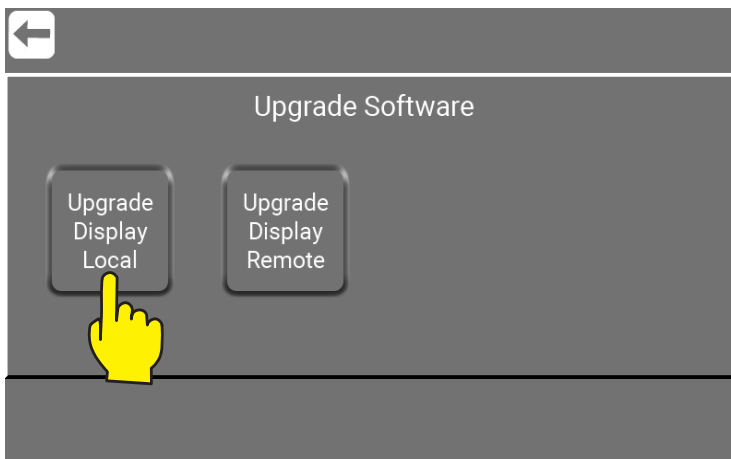 Upgrade Software
Upgrade
Display
Local
Upgrade
Display
Remote